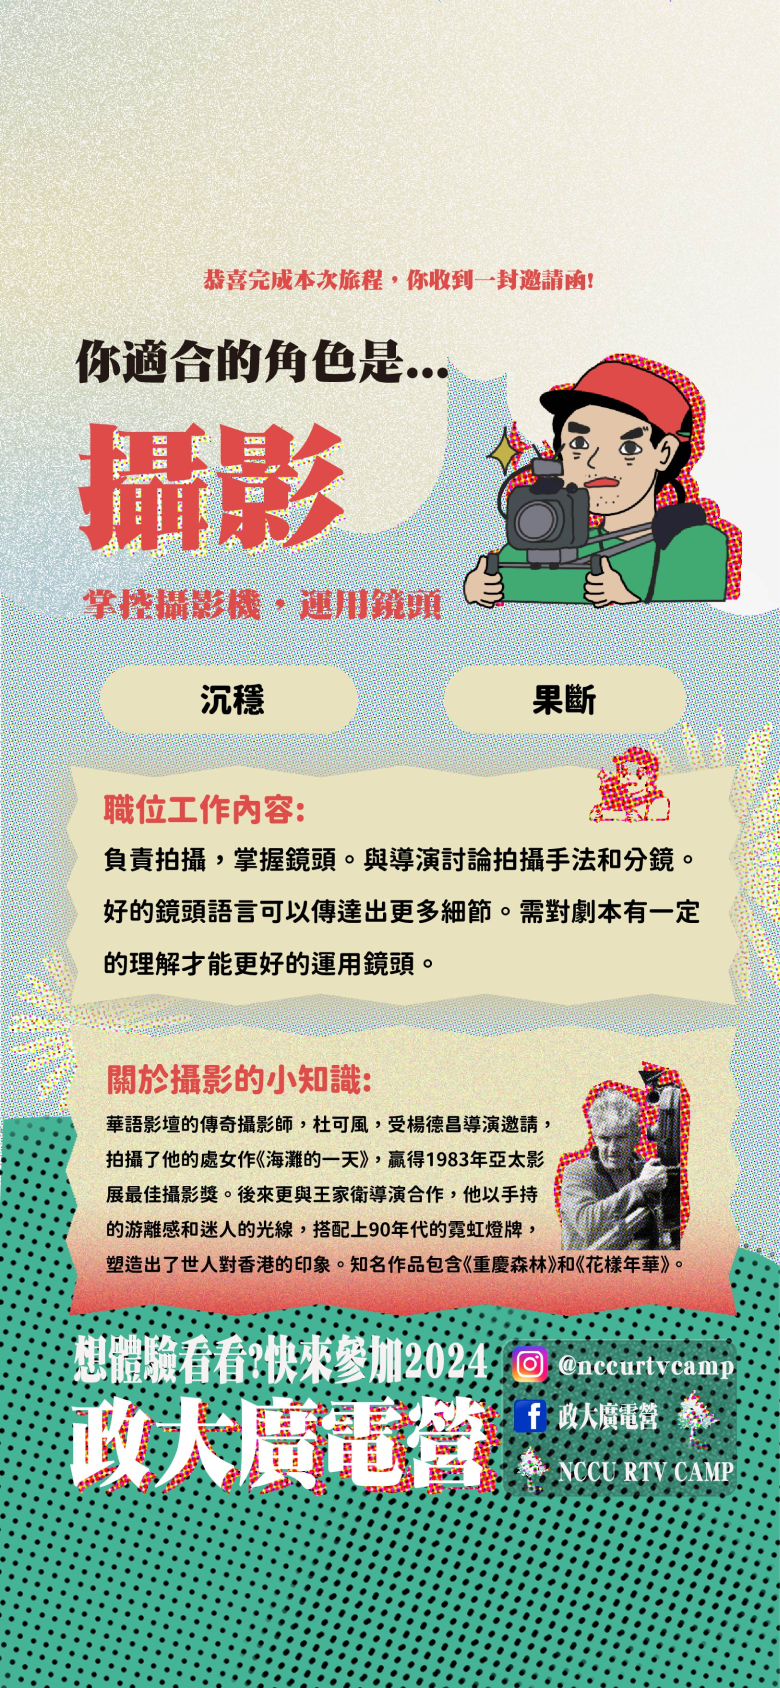 恭喜完成本次旅程，你收到一封邀請函!
你適合的角色是...
攝影
掌控攝影機，運用鏡頭
沉穩
果斷
職位工作內容:
負責拍攝，掌握鏡頭。與導演討論拍攝手法和分鏡。
好的鏡頭語言可以傳達出更多細節。需對劇本有一定
的理解才能更好的運用鏡頭。
關於攝影的小知識:
華語影壇的傳奇攝影師，杜可風，受楊德昌導演邀請，
拍攝了他的處女作《海灘的一天》，贏得1983年亞太影
展最佳攝影獎。後來更與王家衛導演合作，他以手持
的游離感和迷人的光線，搭配上90年代的霓虹燈牌，
塑造出了世人對香港的印象。知名作品包含《重慶森林》和《花樣年華》。
想體驗看看?快來參加2024
政大廣電營
@nccurtvcamp
政大廣電營
NCCU RTV CAMP